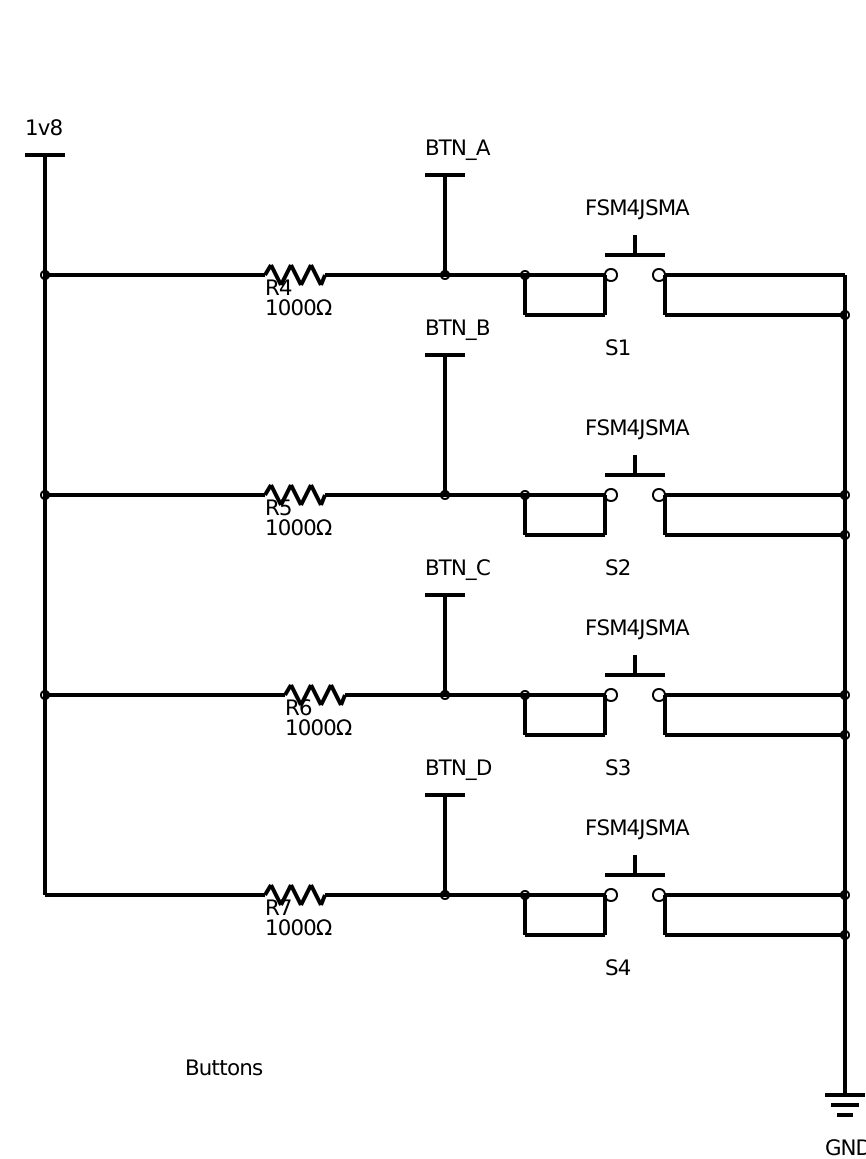 1v8
BTN_A
FSM4JSMA
R4
1000Ω
BTN_B
S1
FSM4JSMA
R5
1000Ω
BTN_C
S2
FSM4JSMA
R6
1000Ω
BTN_D
S3
FSM4JSMA
R7
1000Ω
S4
Buttons
GND